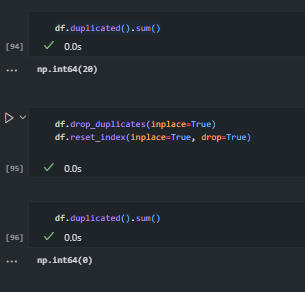 df.duplicated().sum()
[94]
0.0s
...
np.int64(20)
df.drop_duplicates(inplace=True)
df.reset_index(inplace=True, drop=True)
[95]
0.0s
df.duplicated().sum()
[96]
0.0s
...
np.int64(0)